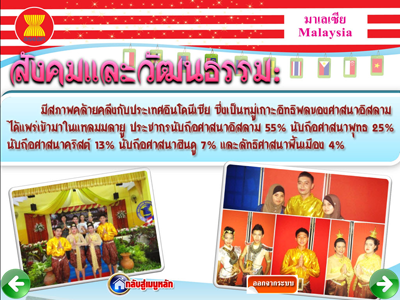 มาเลเซีย
Malaysia
สังคมและวัฒนธรรม:
มีสภาพคล้ายคลึงกับประเทศอินโดนีเซีย ซึ่งเป็นหมู่เกาะอิทธิพลของศาสนาอิสลาม
ได้แพร่เข้ามาในแหลมมลายู ประชากรนับถือศาสนาอิสลาม 55% นับถือศาสนาพุทธ 25%
นับถือศาสนาคริสต์ 13% นับถือศาสนาฮินดู 7% และลัทธิศาสนาพื้นเมือง 4%
กลับสู่เมนูหลัก
ออกจากระบบ